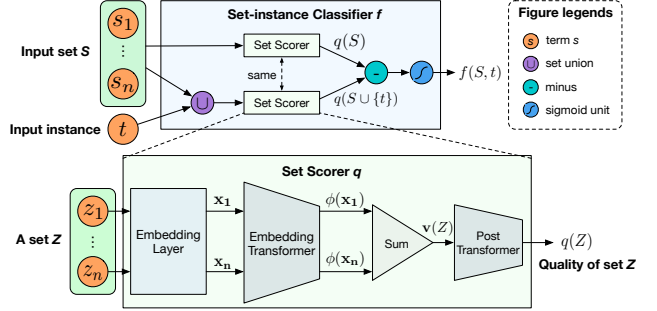 Set-instance Classifier f
Input set S
s₁
⋮
sₙ
Set Scorer
q(S)
same
Set Scorer
q(S ∪ {t})
∪
-
∫
f(S, t)
Input instance
t
Figure legends
s term s
∪ set union
- minus
∫ sigmoid unit
Set Scorer q
A set Z
z₁
⋮
zₙ
Embedding
Layer
x₁
xₙ
Embedding
Transformer
ϕ(x₁)
ϕ(xₙ)
Sum
v(Z)
Post
Transformer
q(Z)
Quality of set Z